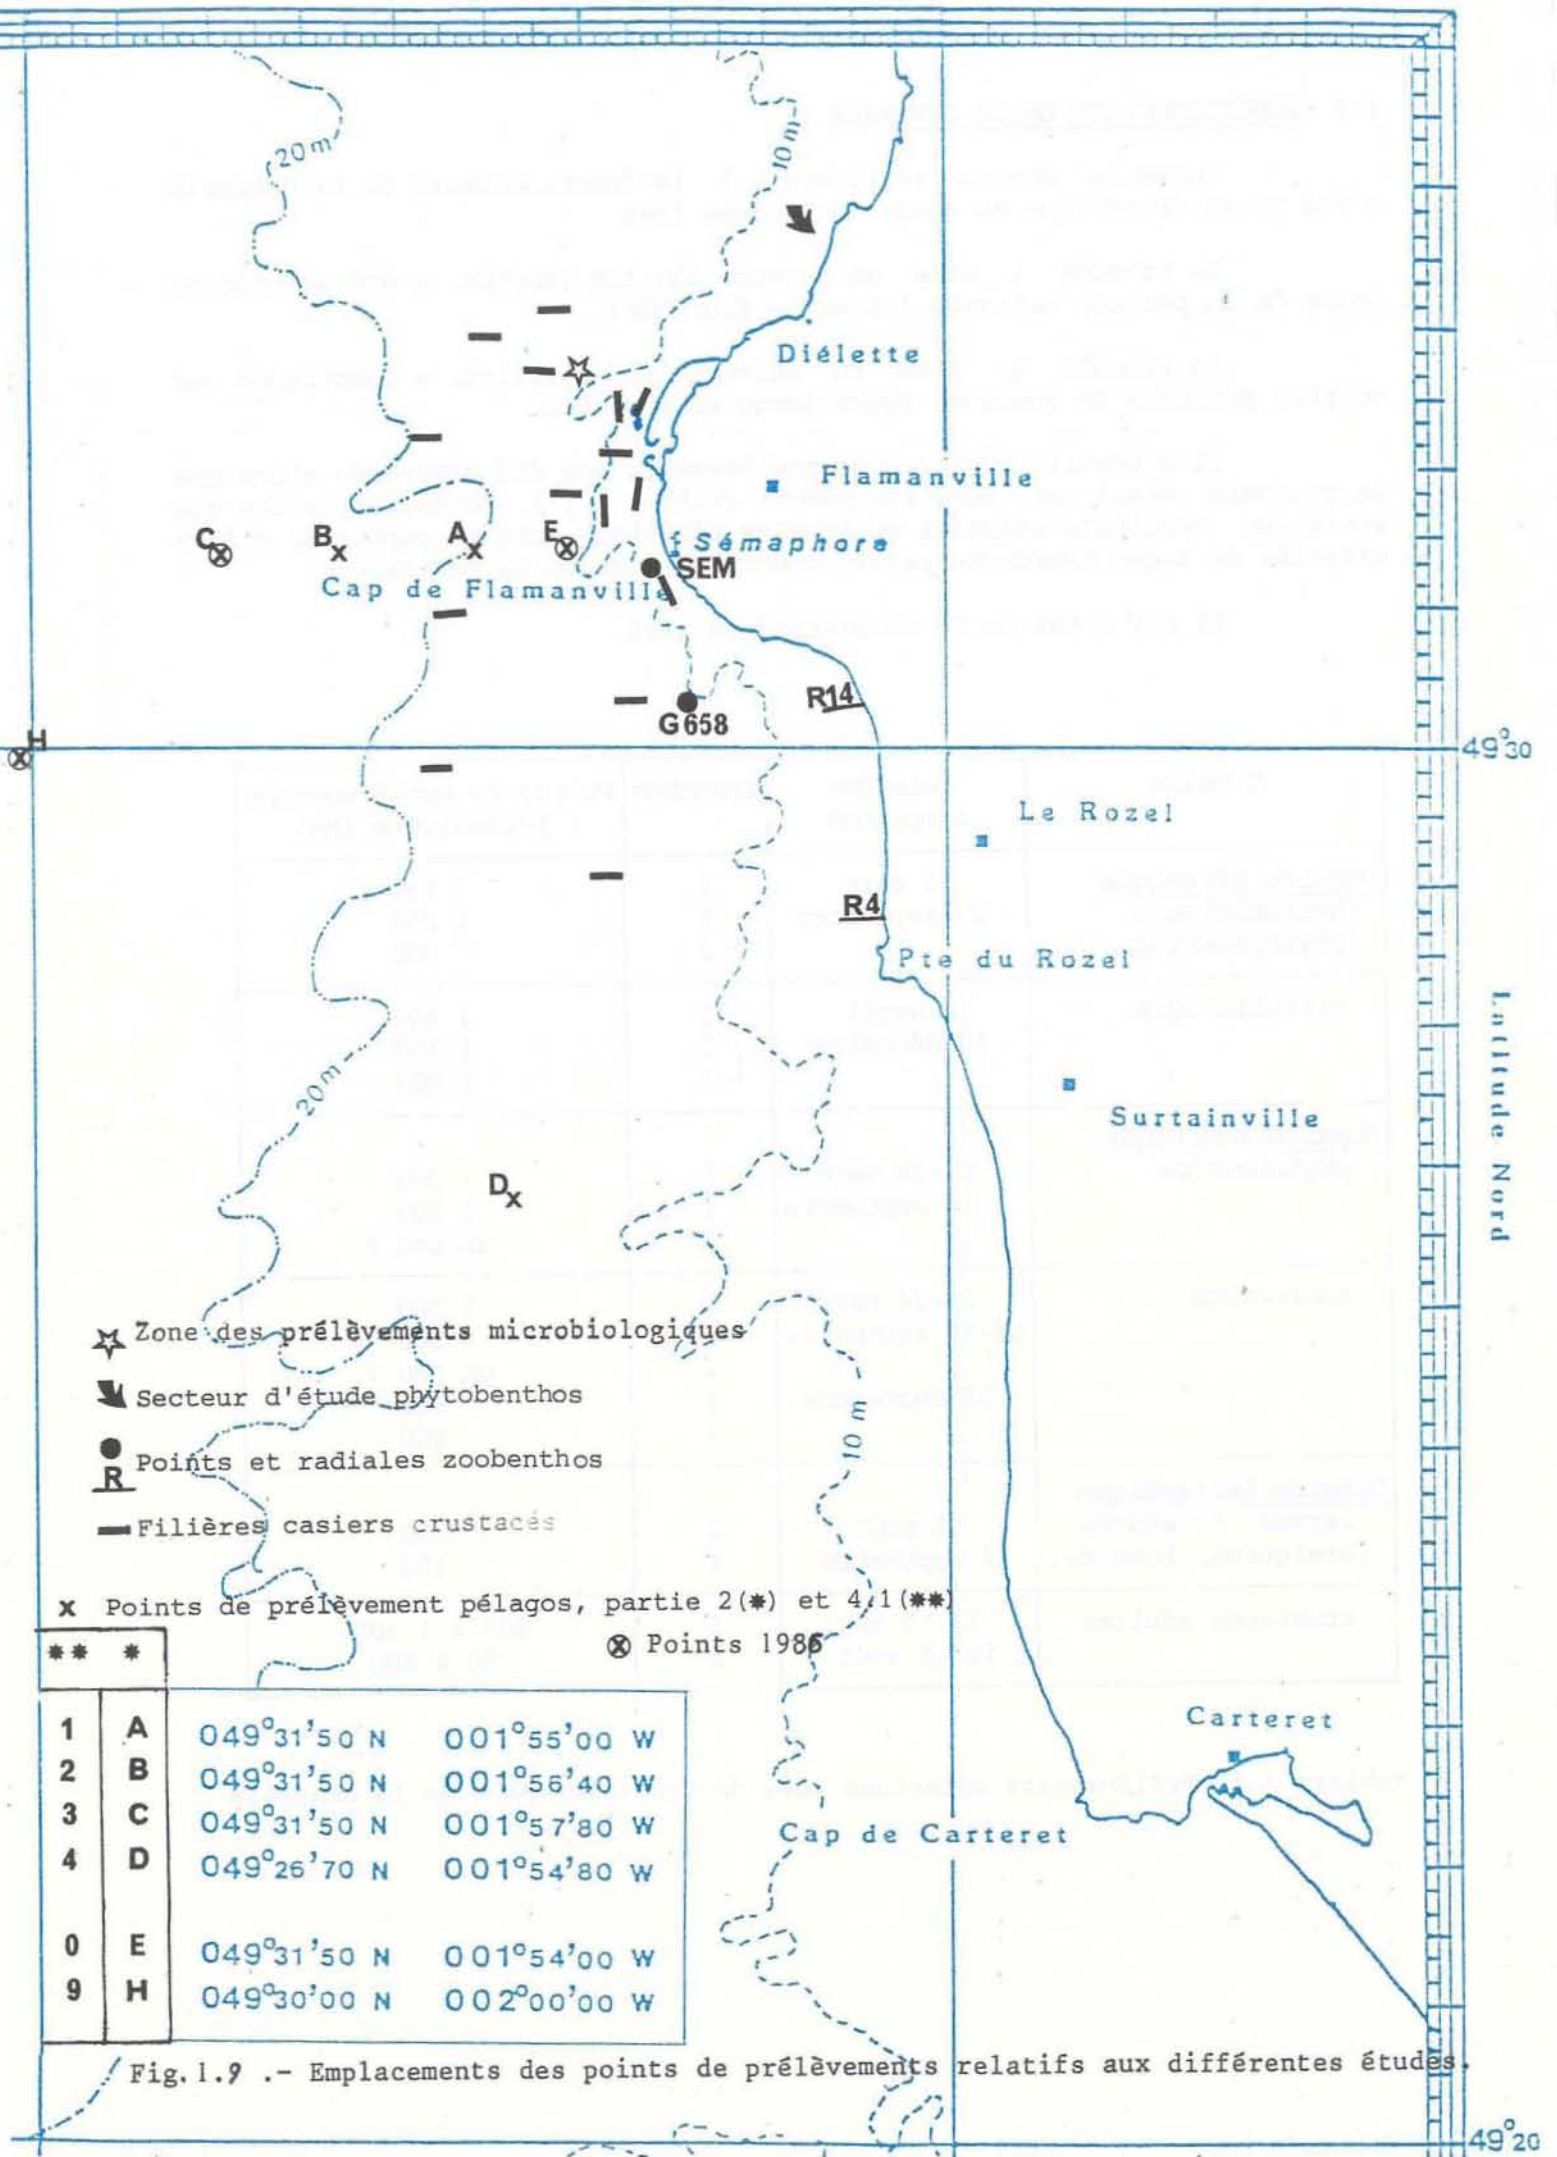 20m
10 m
Diélette
Flamanville
C
B
A
E
Sémaphore
SEM
Cap de Flamanville
R14
G658
H
49°30
Le Rozel
R4
Pte du Rozel
Latitude Nord
20m
Surtainville
D
Zone des prélèvements microbiologiques
Secteur d'étude phytobenthos
10 m
R Points et radiales zoobenthos
Filières casiers crustacés
x Points de prélèvement pélagos, partie 2(*) et 4.1(**)
⊗ Points 1986
** *
1 A 049°31'50 N 001°55'00 W
2 B 049°31'50 N 001°56'40 W
3 C 049°31'50 N 001°57'80 W
4 D 049°26'70 N 001°54'80 W
0 E 049°31'50 N 001°54'00 W
9 H 049°30'00 N 002°00'00 W
Carteret
Cap de Carteret
Fig.1.9 .- Emplacements des points de prélèvements relatifs aux différentes études.
49°20